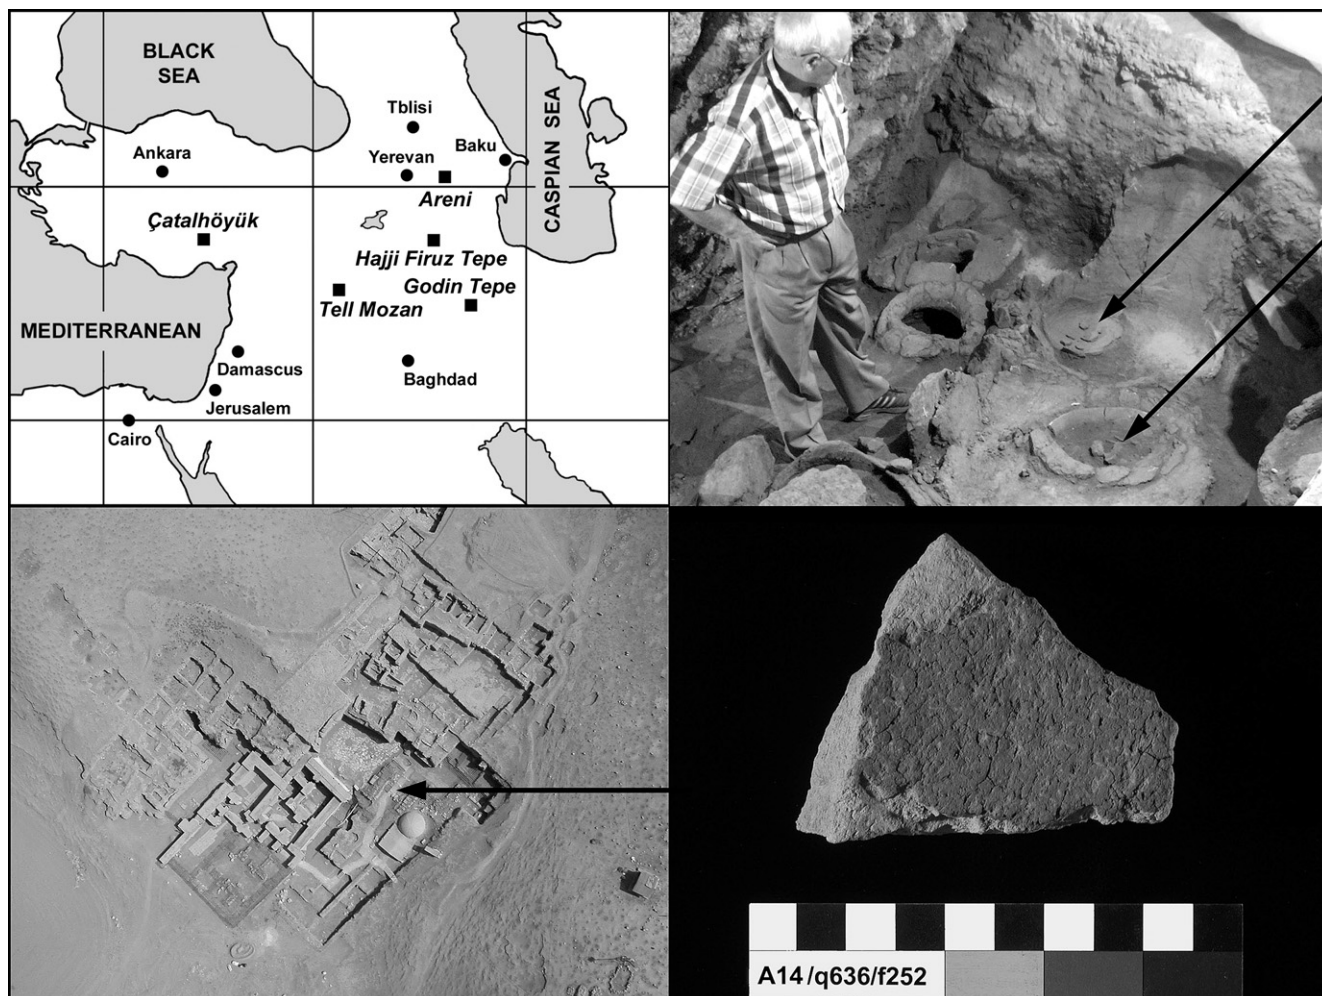 BLACK
SEA
Tblisi
Ankara
Yerevan
Baku
CASPIAN SEA
Areni
Çatalhöyük
Hajji Firuz Tepe
Godin Tepe
Tell Mozan
MEDITERRANEAN
Damascus
Baghdad
Jerusalem
Cairo
A14/q636/f252